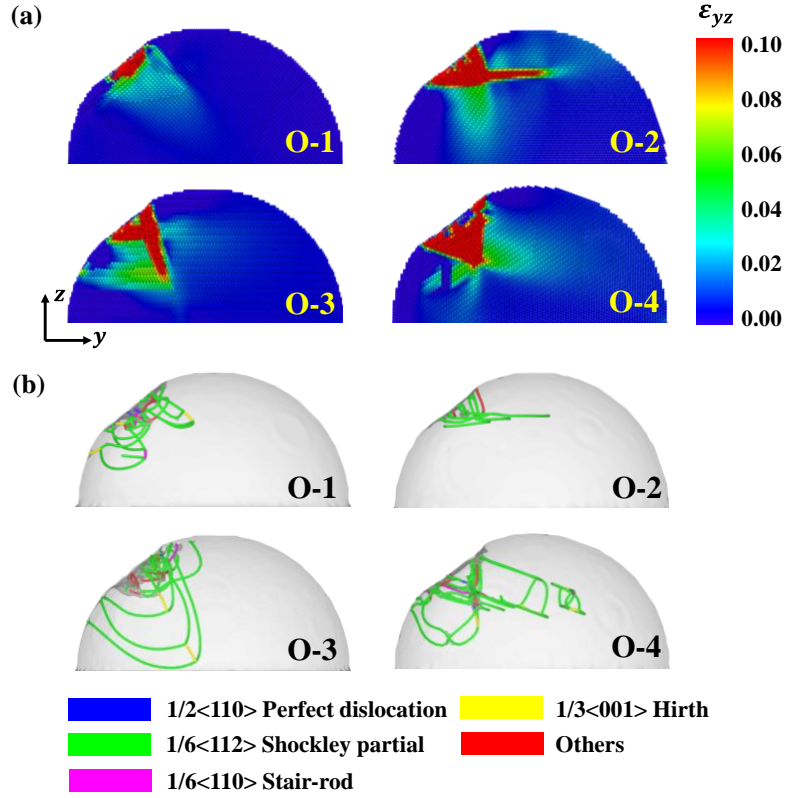 (a)
ε_yz
O-1
O-2
0.10
0.08
0.06
0.04
0.02
0.00
O-3
O-4
z
y
(b)
O-1
O-2
O-3
O-4
1/2<110> Perfect dislocation
1/3<001> Hirth
1/6<112> Shockley partial
Others
1/6<110> Stair-rod